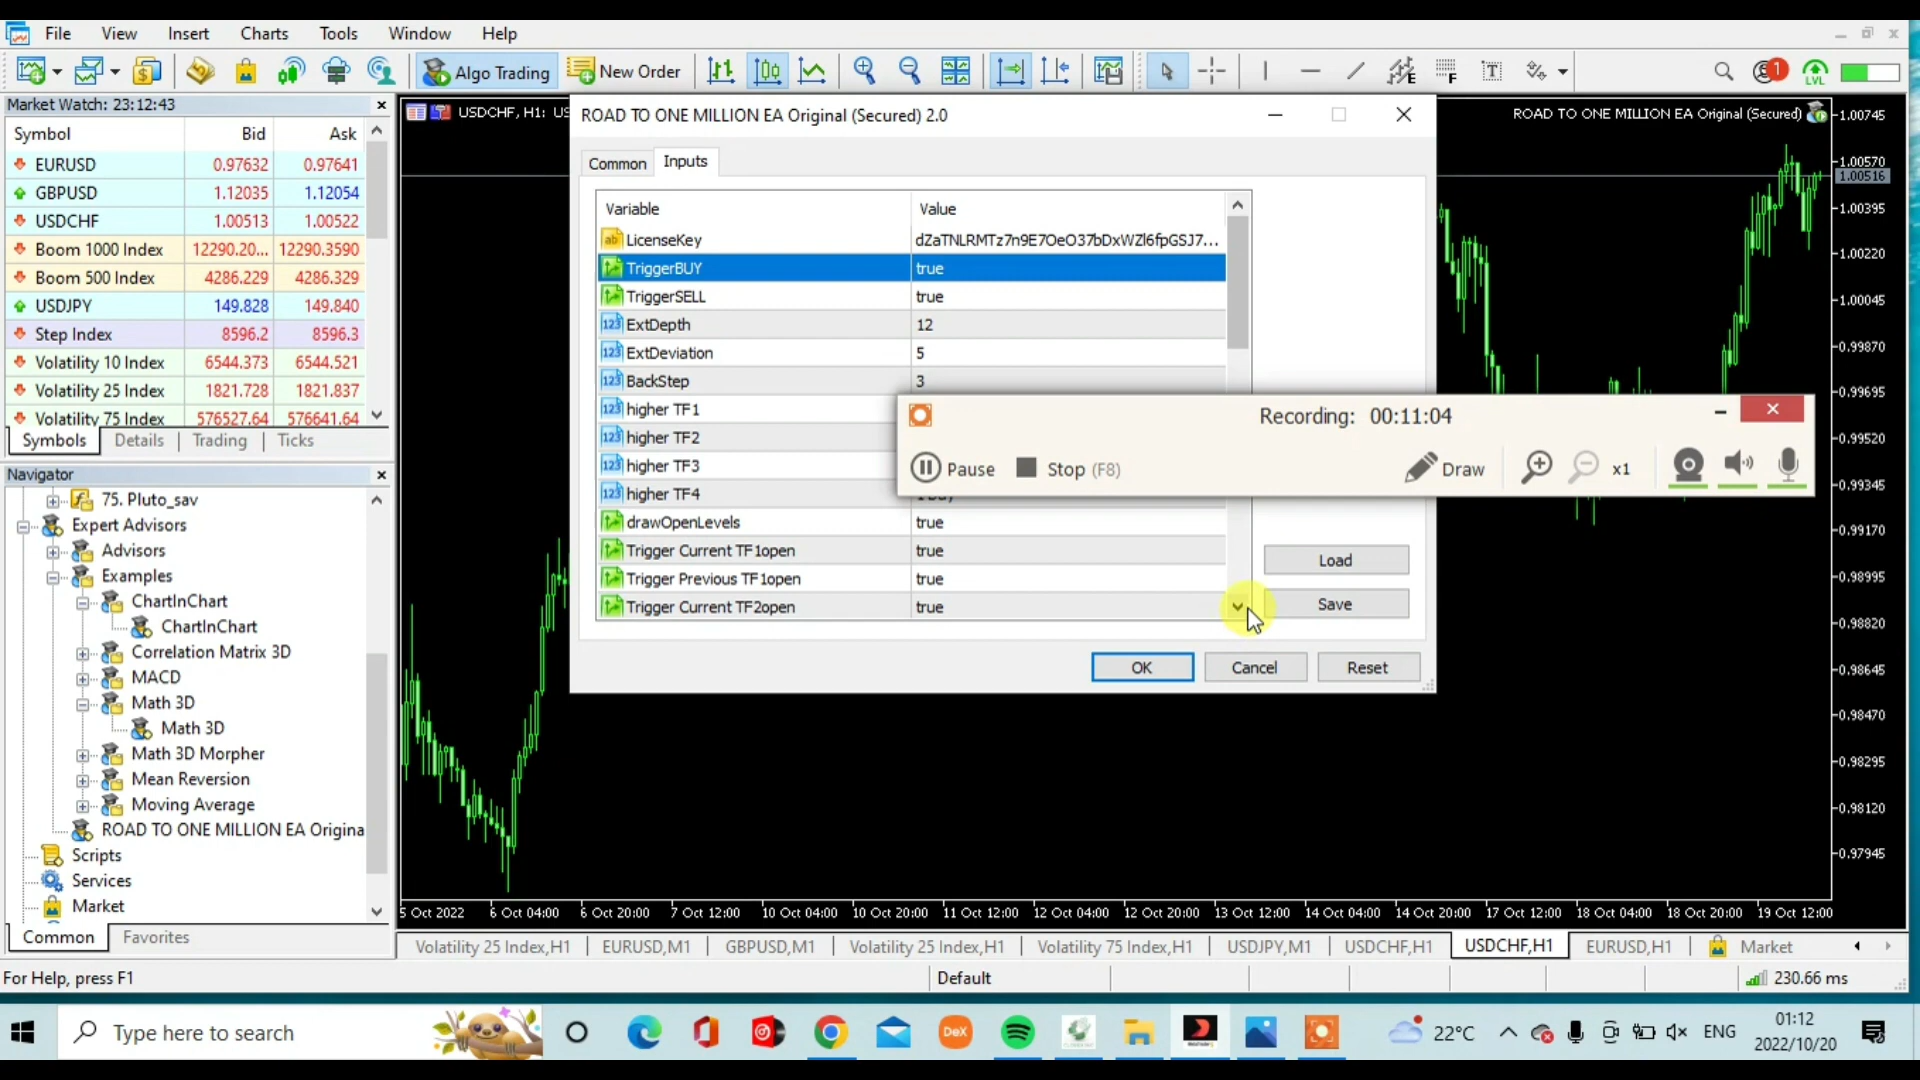 File View Insert Charts Tools Window Help
Algo Trading New Order 1 LVL
Market Watch: 23:12:43
Symbol Bid Ask
EURUSD 0.97632 0.97641
GBPUSD 1.12035 1.12054
USDCHF 1.00513 1.00522
Boom 1000 Index 12290.20... 12290.3590
Boom 500 Index 4286.229 4286.329
USDJPY 149.828 149.840
Step Index 8596.2 8596.3
Volatility 10 Index 6544.373 6544.521
Volatility 25 Index 1821.728 1821.837
Volatility 75 Index 576527.64 576641.64
Symbols Details Trading Ticks
Navigator
75. Pluto_sav
Expert Advisors
Advisors
Examples
ChartInChart
ChartInChart
Correlation Matrix 3D
MACD
Math 3D
Math 3D
Math 3D Morpher
Mean Reversion
Moving Average
ROAD TO ONE MILLION EA Origina
Scripts
Services
Market
Common Favorites
USDCHF, H1: US
ROAD TO ONE MILLION EA Original (Secured)
ROAD TO ONE MILLION EA Original (Secured) 2.0
Common Inputs
Variable Value
LicenseKey dZaTNLRMTz7n9E7OeO37bDxWZl6fpGSJ7...
TriggerBUY true
TriggerSELL true
ExtDepth 12
ExtDeviation 5
BackStep 3
higher TF1
higher TF2
higher TF3
higher TF4
drawOpenLevels true
Trigger Current TF1open true
Trigger Previous TF1open true
Trigger Current TF2open true
Load
Save
OK Cancel Reset
Recording: 00:11:04
Pause Stop (F8) Draw x1
1.00745
1.00570
1.00516
1.00395
1.00220
1.00045
0.99870
0.99695
0.99520
0.99345
0.99170
0.98995
0.98820
0.98645
0.98470
0.98295
0.98120
0.97945
5 Oct 2022 6 Oct 04:00 6 Oct 20:00 7 Oct 12:00 10 Oct 04:00 10 Oct 20:00 11 Oct 12:00 12 Oct 04:00 12 Oct 20:00 13 Oct 12:00 14 Oct 04:00 14 Oct 20:00 17 Oct 12:00 18 Oct 04:00 18 Oct 20:00 19 Oct 12:00
Volatility 25 Index,H1 EURUSD,M1 GBPUSD,M1 Volatility 25 Index,H1 Volatility 75 Index,H1 USDJPY,M1 USDCHF,H1 USDCHF,H1 EURUSD,H1 Market
For Help, press F1 Default 230.66 ms
Type here to search DeX 22°C ENG 01:12
2022/10/20